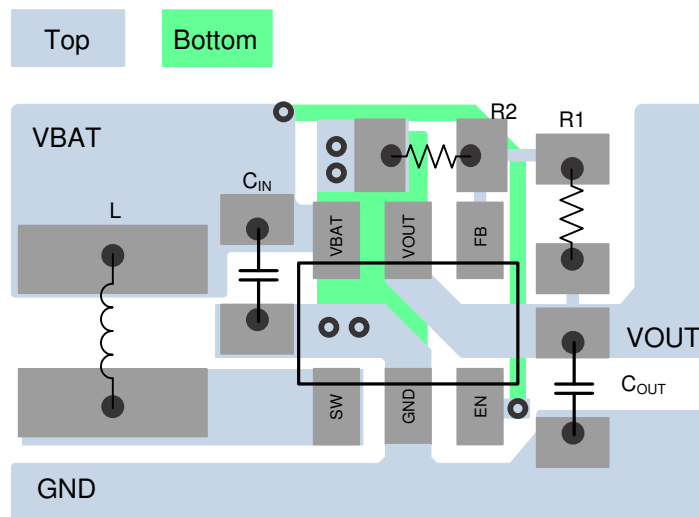 Top
Bottom
VBAT
R2
R1
L
CIN
VBAT
VOUT
FB
VOUT
COUT
SW
GND
EN
GND